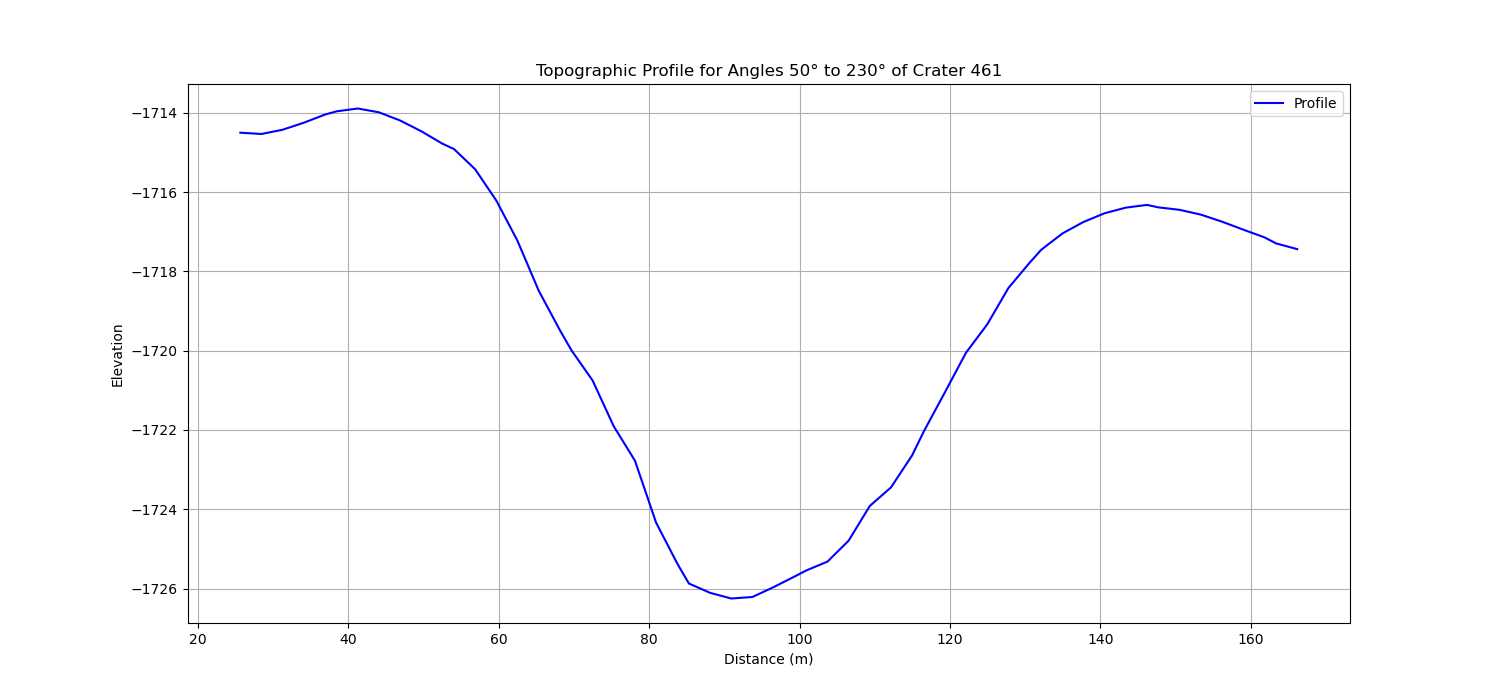 Topographic Profile for Angles 50° to 230° of Crater 461
Profile
−1714
−1716
−1718
−1720
−1722
−1724
−1726
Elevation
20 40 60 80 100 120 140 160
Distance (m)